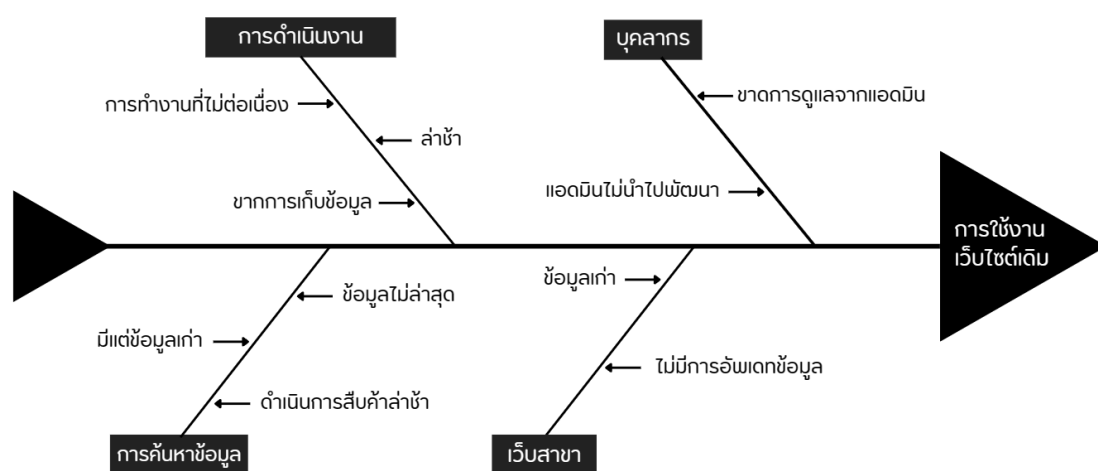 การดำเนินงาน
บุคลากร
การทำงานที่ไม่ต่อเนื่อง
ขาดการดูแลจากแอดมิน
ล่าช้า
แอดมินไม่นำไปพัฒนา
ขากการเก็บข้อมูล
การใช้งาน
เว็บไซต์เดิม
ข้อมูลเก่า
ข้อมูลไม่ล่าสุด
มีแต่ข้อมูลเก่า
ไม่มีการอัพเดทข้อมูล
ดำเนินการสืบค้าล่าช้า
การค้นหาข้อมูล
เว็บสาขา